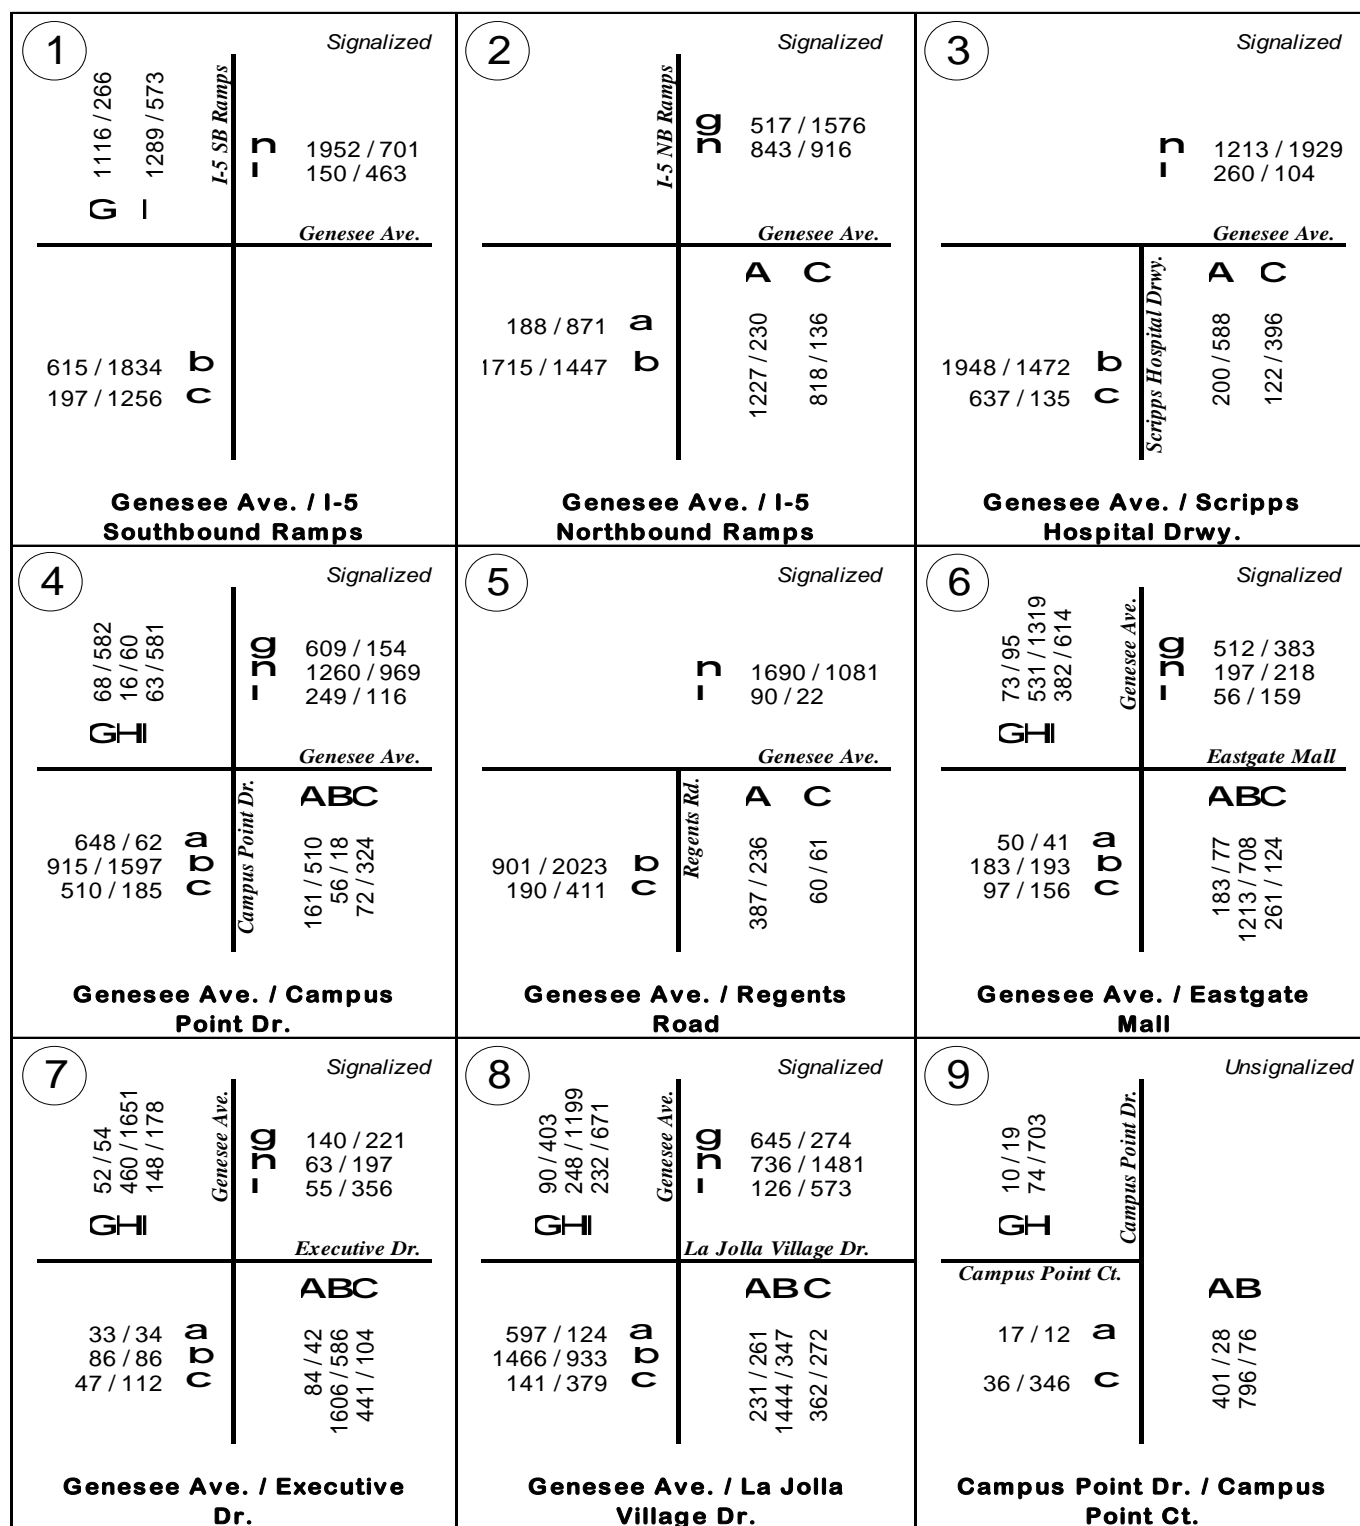 1
Signalized
1116 / 266
1289 / 573
I-5 SB Ramps
n 1952 / 701
l 150 / 463
G I
Genesee Ave.
615 / 1834 b
197 / 1256 c
Genesee Ave. / I-5
Southbound Ramps
2
Signalized
I-5 NB Ramps
g 517 / 1576
n 843 / 916
Genesee Ave.
A C
188 / 871 a
1715 / 1447 b
1227 / 230
818 / 136
Genesee Ave. / I-5
Northbound Ramps
3
Signalized
n 1213 / 1929
l 260 / 104
Genesee Ave.
Scripps Hospital Drwy.
A C
1948 / 1472 b
637 / 135 c
200 / 588
122 / 396
Genesee Ave. / Scripps
Hospital Drwy.
4
Signalized
68 / 582
16 / 60
63 / 581
g 609 / 154
n 1260 / 969
l 249 / 116
GHI
Genesee Ave.
Campus Point Dr.
ABC
648 / 62 a
915 / 1597 b
510 / 185 c
161 / 510
56 / 18
72 / 324
Genesee Ave. / Campus
Point Dr.
5
Signalized
n 1690 / 1081
l 90 / 22
Genesee Ave.
Regents Rd.
A C
901 / 2023 b
190 / 411 c
387 / 236
60 / 61
Genesee Ave. / Regents
Road
6
Signalized
73 / 95
531 / 1319
382 / 614
Genesee Ave.
g 512 / 383
n 197 / 218
l 56 / 159
GHI
Eastgate Mall
ABC
50 / 41 a
183 / 193 b
97 / 156 c
183 / 77
1213 / 708
261 / 124
Genesee Ave. / Eastgate
Mall
7
Signalized
52 / 54
460 / 1651
148 / 178
Genesee Ave.
g 140 / 221
n 63 / 197
l 55 / 356
GHI
Executive Dr.
ABC
33 / 34 a
86 / 86 b
47 / 112 c
84 / 42
1606 / 586
441 / 104
Genesee Ave. / Executive
Dr.
8
Signalized
90 / 403
248 / 1199
232 / 671
Genesee Ave.
g 645 / 274
n 736 / 1481
l 126 / 573
GHI
La Jolla Village Dr.
AB C
597 / 124 a
1466 / 933 b
141 / 379 c
231 / 261
1444 / 347
362 / 272
Genesee Ave. / La Jolla
Village Dr.
9
Unsignalized
10 / 19
74 / 703
Campus Point Dr.
GH
Campus Point Ct.
AB
17 / 12 a
36 / 346 c
401 / 28
796 / 76
Campus Point Dr. / Campus
Point Ct.